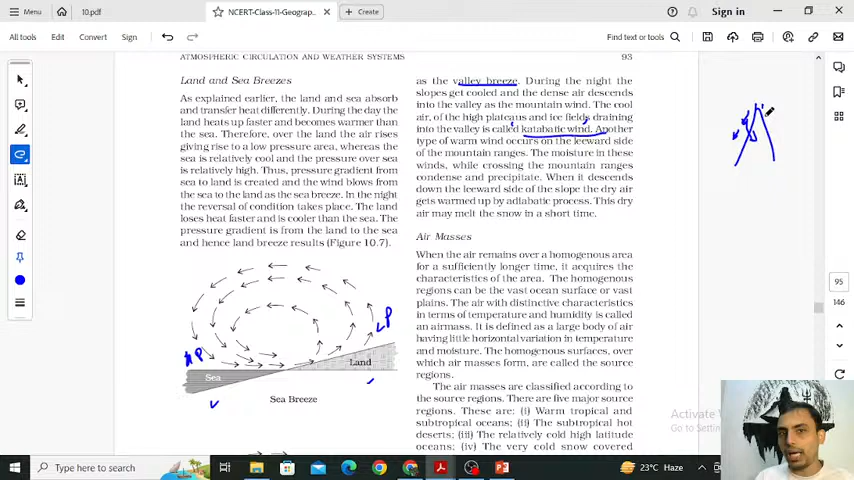 Menu
10.pdf
NCERT-Class-11-Geograp...
Create
Sign in
All tools
Edit
Convert
Sign
Find text or tools
ATMOSPHERIC CIRCULATION AND WEATHER SYSTEMS
93
Land and Sea Breezes
As explained earlier, the land and sea absorb
and transfer heat differently. During the day the
land heats up faster and becomes warmer than
the sea. Therefore, over the land the air rises
giving rise to a low pressure area, whereas the
sea is relatively cool and the pressure over sea
is relatively high. Thus, pressure gradient from
sea to land is created and the wind blows from
the sea to the land as the sea breeze. In the night
the reversal of condition takes place. The land
loses heat faster and is cooler than the sea. The
pressure gradient is from the land to the sea
and hence land breeze results (Figure 10.7).
P
P
Land
Sea
Sea Breeze
as the valley breeze. During the night the
slopes get cooled and the dense air descends
into the valley as the mountain wind. The cool
air, of the high plateaus and ice fields draining
into the valley is called katabatic wind. Another
type of warm wind occurs on the leeward side
of the mountain ranges. The moisture in these
winds, while crossing the mountain ranges
condense and precipitate. When it descends
down the leeward side of the slope the dry air
gets warmed up by adiabatic process. This dry
air may melt the snow in a short time.
Air Masses
When the air remains over a homogenous area
for a sufficiently longer time, it acquires the
characteristics of the area. The homogenous
regions can be the vast ocean surface or vast
plains. The air with distinctive characteristics
in terms of temperature and humidity is called
an airmass. It is defined as a large body of air
having little horizontal variation in temperature
and moisture. The homogenous surfaces, over
which air masses form, are called the source
regions.
The air masses are classified according to
the source regions. There are five major source
regions. These are: (i) Warm tropical and
subtropical oceans; (ii) The subtropical hot
deserts; (iii) The relatively cold high latitude
oceans; (iv) The very cold snow covered
95
146
Activate
Go to Setting
Type here to search
23°C Haze